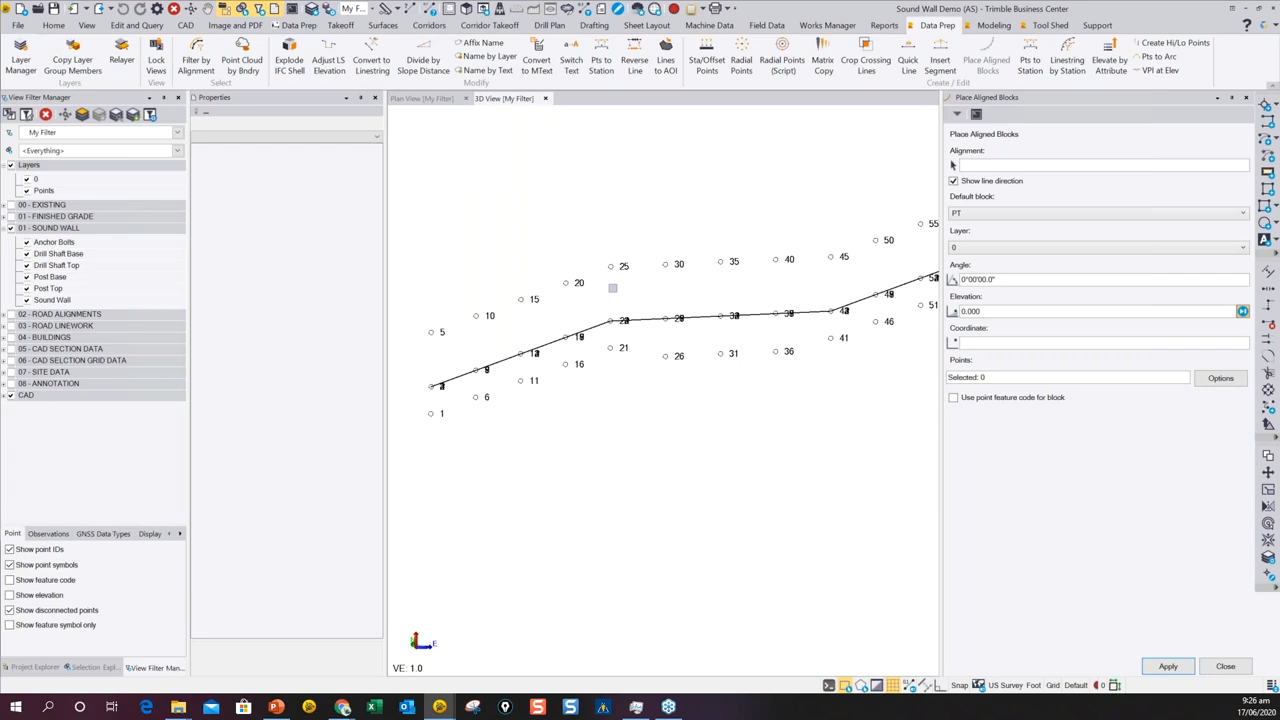 My F...
Sound Wall Demo (AS) - Trimble Business Center
File Home View Edit and Query CAD Image and PDF Data Prep Takeoff Surfaces Corridors Corridor Takeoff Drill Plan Drafting Sheet Layout Machine Data Field Data Works Manager Reports Data Prep Modeling Tool Shed Support
Layer Manager
Copy Layer Group Members
Relayer
Lock Views
Filter by Alignment
Point Cloud by Bndry
Explode IFC Shell
Adjust LS Elevation
Convert to Linestring
Divide by Slope Distance
Affix Name
Name by Layer
Name by Text
Convert to MText
Switch Text
Pts to Station
Reverse Line
Lines to AOI
Sta/Offset Points
Radial Points
Radial Points (Script)
Matrix Copy
Crop Crossing Lines
Quick Line
Insert Segment
Place Aligned Blocks
Pts to Station
Linestring by Station
Elevate by Attribute
Create Hi/Lo Points
Pts to Arc
VPI at Elev
View Selection Modify Create / Edit
View Filter Manager
My Filter
<Everything>
Layers
0
Points
00 - EXISTING
01 - FINISHED GRADE
01 - SOUND WALL
Anchor Bolts
Drill Shaft Base
Drill Shaft Top
Post Base
Post Top
Sound Wall
02 - ROAD ALIGNMENTS
03 - ROAD LINEWORK
04 - BUILDINGS
05 - CAD SECTION DATA
06 - CAD SELCTION GRID DATA
07 - SITE DATA
08 - ANNOTATION
CAD
Point Observations GNSS Data Types Display
Show point IDs
Show point symbols
Show feature code
Show elevation
Show disconnected points
Show feature symbol only
Project Explorer Selection Expl... View Filter Man...
Properties
Plan View [My Filter] 3D View [My Filter]
55
50
45
40
35
30
25
20
15
10
5
51
46
41
36
31
26
21
16
11
6
1
E
VE: 1.0
Place Aligned Blocks
Place Aligned Blocks
Alignment:
Show line direction
Default block:
PT
Layer:
0
Angle:
0°00'00.0"
Elevation:
0.000
Coordinate:
Points:
Selected: 0
Options
Use point feature code for block
Apply Close
Snap US Survey Foot Grid Default 0
9:26 am
17/06/2020